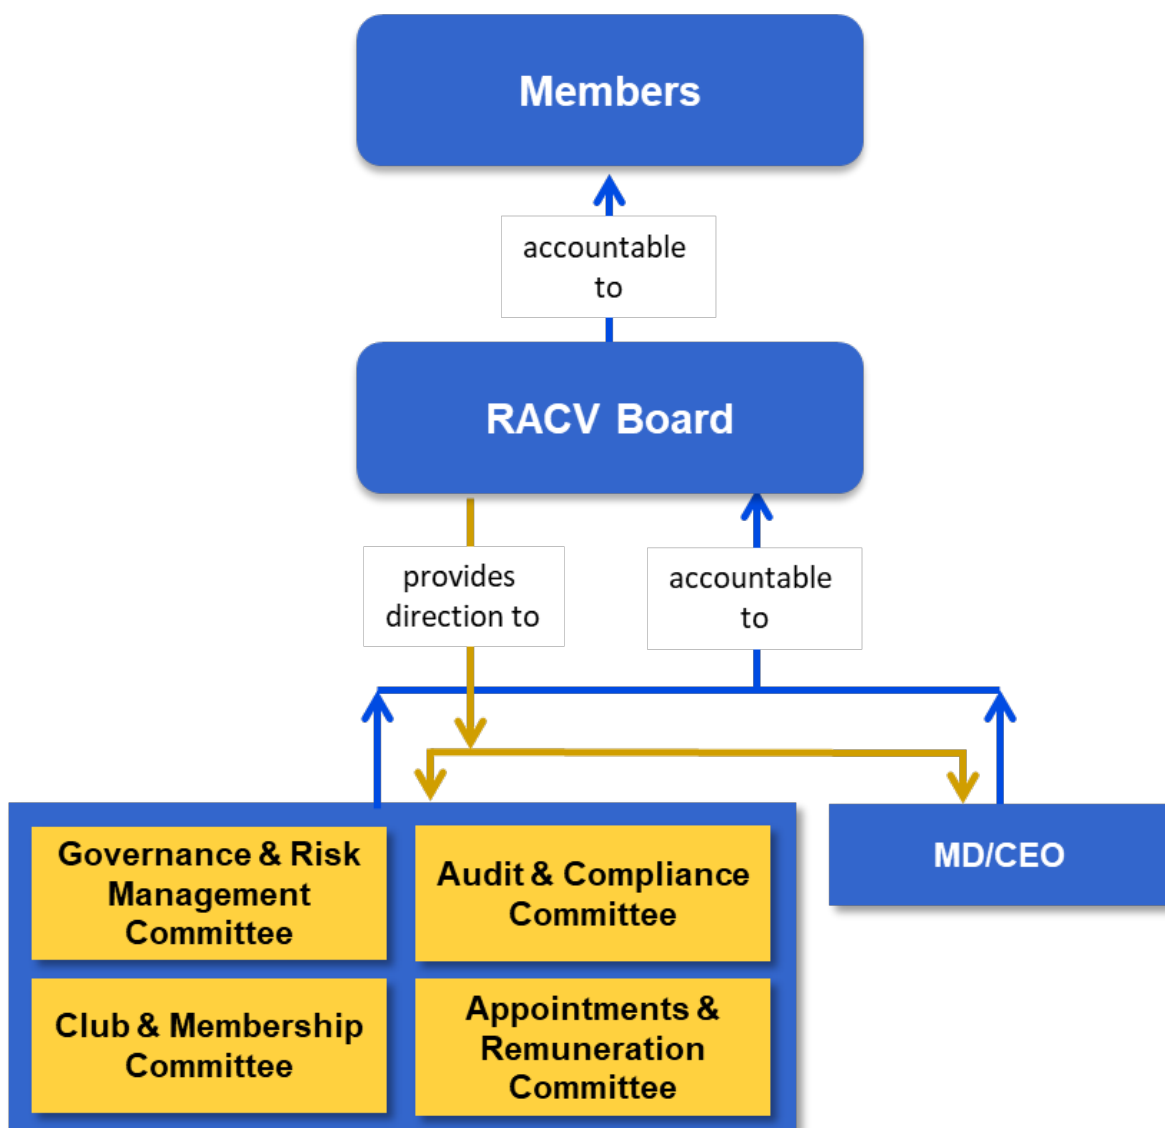 Members
accountable
to
RACV Board
provides
direction to
accountable
to
Governance & Risk
Management
Committee
Audit & Compliance
Committee
MD/CEO
Club & Membership
Committee
Appointments &
Remuneration
Committee